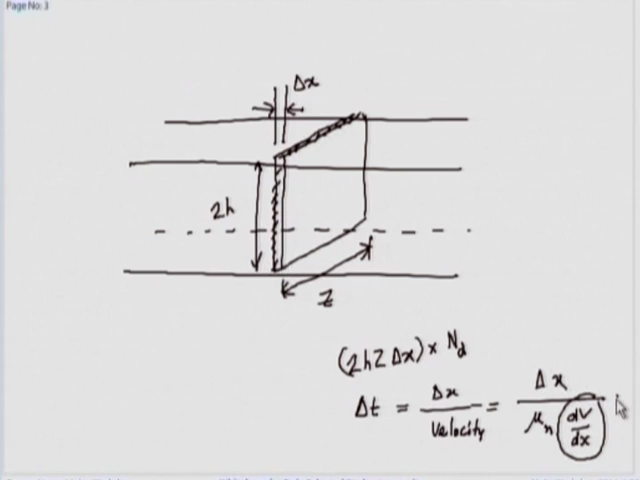 Page No: 3
Δx
2h
Z
(2hZΔx) × Nd
Δt = Δx / Velocity = Δx / μn (dV/dx)